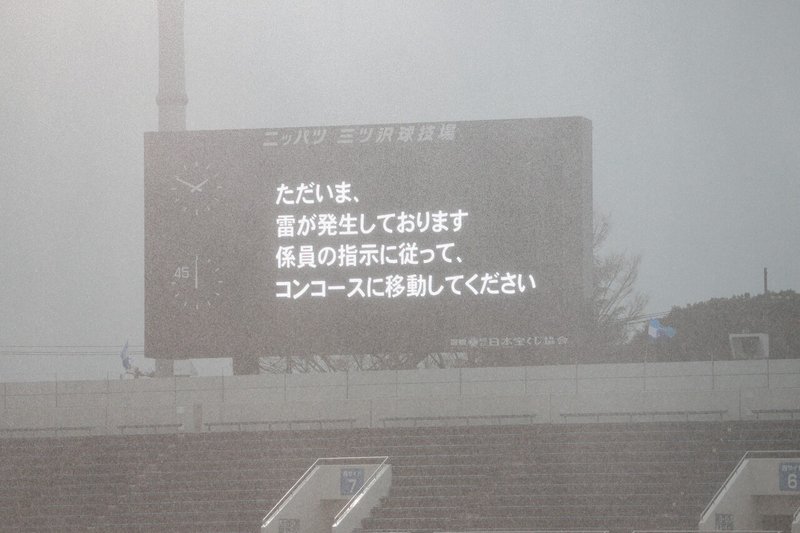 ニッパツ 三ツ沢球技場
ただいま、
雷が発生しております
係員の指示に従って、
コンコースに移動してください
45
日本宝くじ協会
7
6